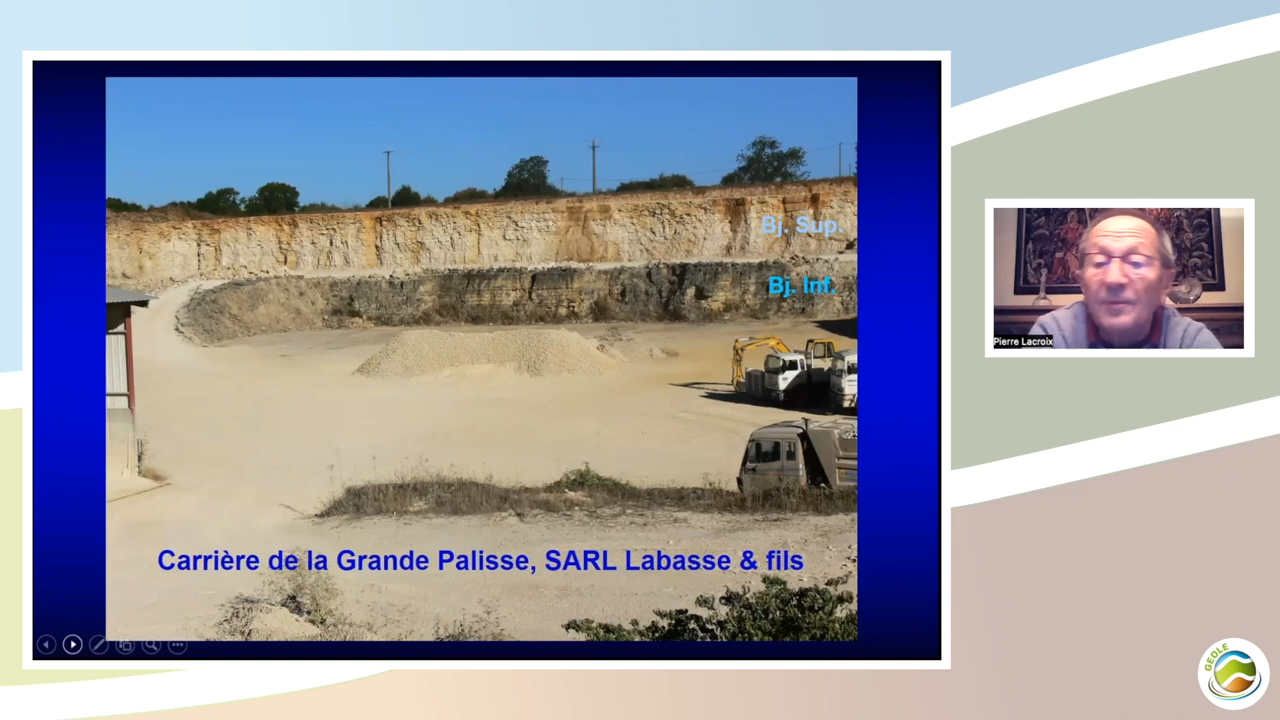 Bj. Sup.
Bj. Inf.
Carrière de la Grande Palisse, SARL Labasse & fils
Pierre Lacroix
GEOLE